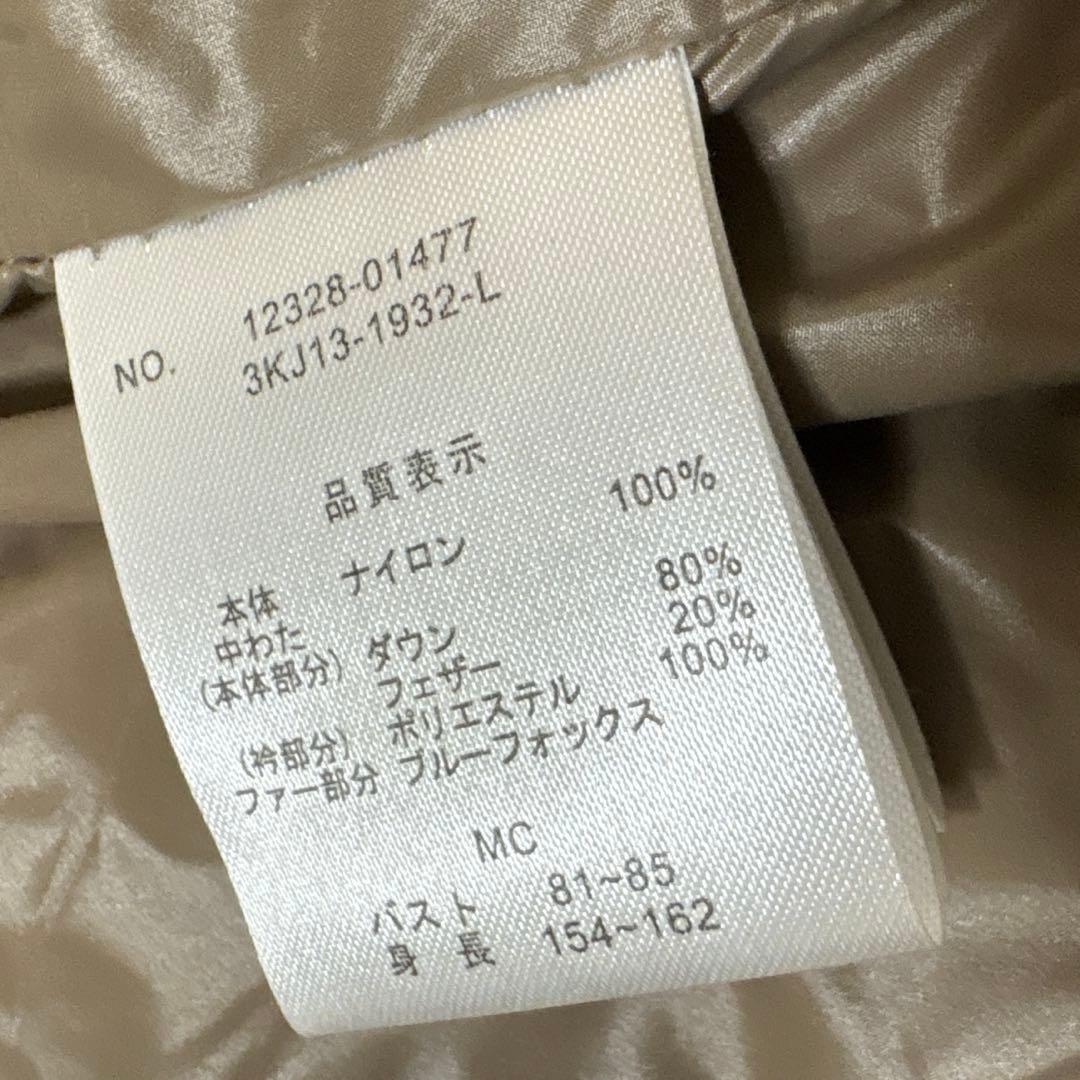 12328-01477
NO. 3KJ13-1932-L
品質表示
本体 ナイロン 100%
中わた
(本体部分) ダウン 80%
フェザー 20%
(衿部分) ポリエステル 100%
ファー部分 ブルーフォックス
MC
バスト 81~85
身 長 154~162